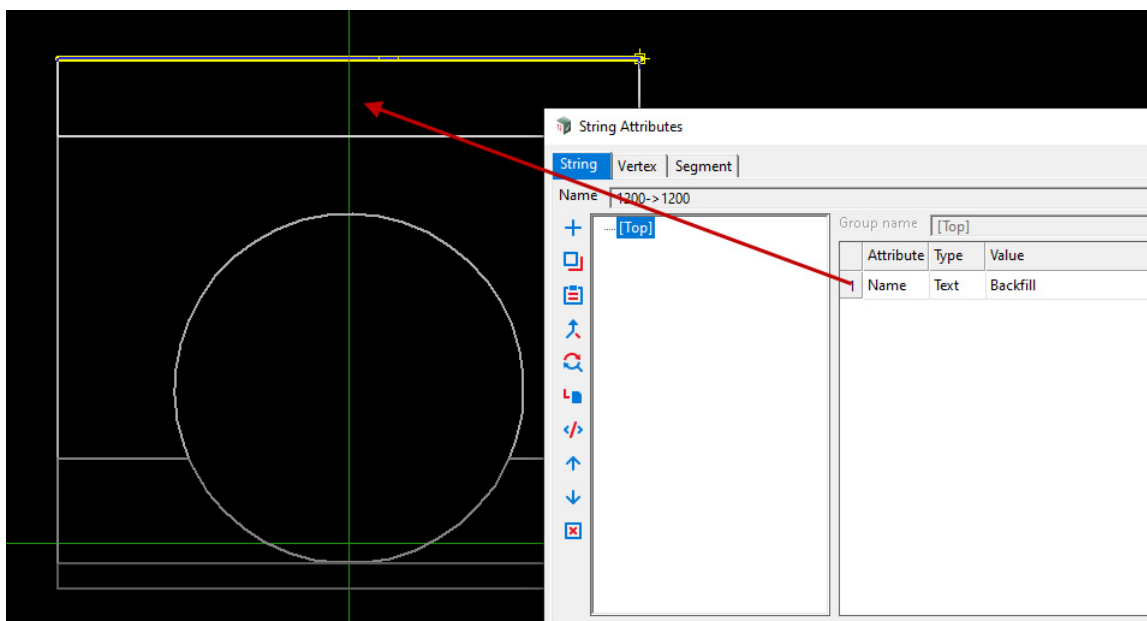 String Attributes
String Vertex Segment
Name 1200->1200
[Top]
Group name [Top]
Attribute Type Value
1 Name Text Backfill